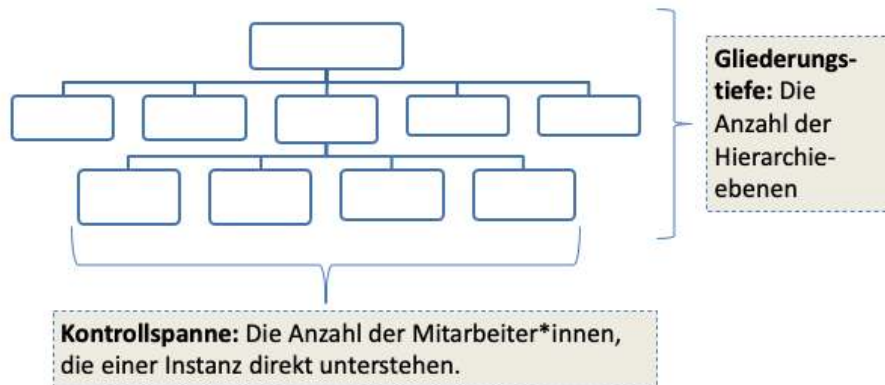 Gliederungs-
tiefe: Die
Anzahl der
Hierarchie-
ebenen
Kontrollspanne: Die Anzahl der Mitarbeiter*innen,
die einer Instanz direkt unterstehen.